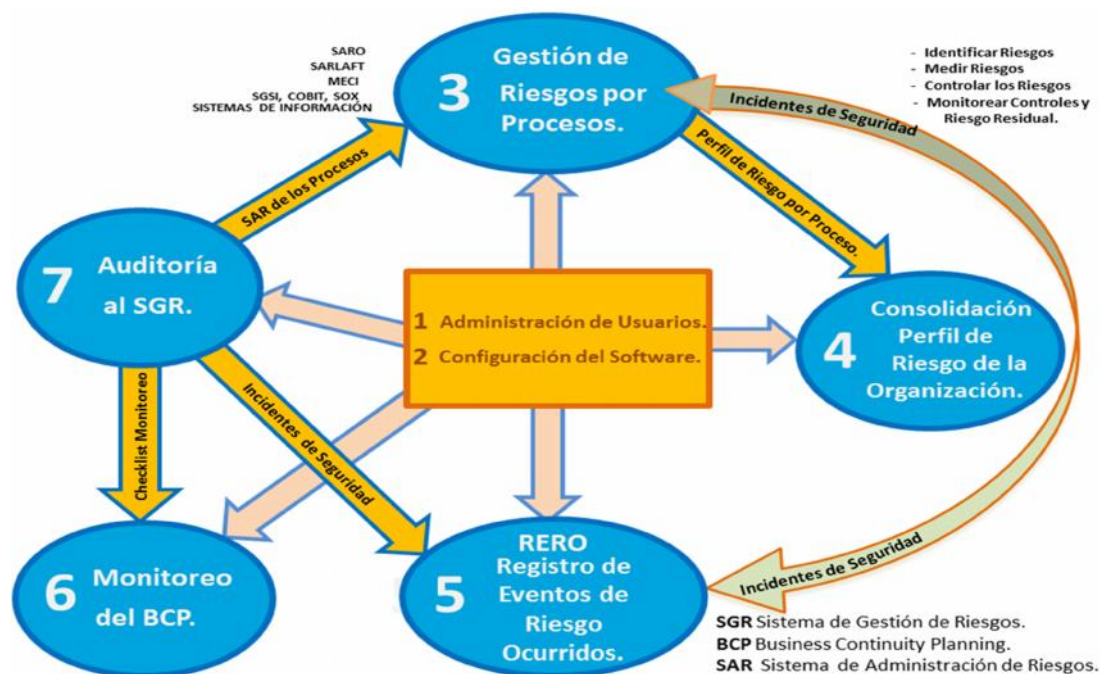 SARO
SARLAFT
MECI
SGSI, COBIT, SOX
SISTEMAS DE INFORMACIÓN
3
Gestión de
Riesgos por
Procesos.
- Identificar Riesgos
- Medir Riesgos
- Controlar los Riesgos
- Monitorear Controles y
Riesgo Residual.
Incidentes de Seguridad
SAR de los Procesos
Perfil de Riesgo por Proceso.
7
Auditoría
al SGR.
1 Administración de Usuarios.
2 Configuración del Software.
4
Consolidación
Perfil de
Riesgo de la
Organización.
Checklist Monitoreo
Incidentes de Seguridad
6
Monitoreo
del BCP.
5
RERO
Registro de
Eventos de
Riesgo
Ocurridos.
Incidentes de Seguridad
SGR Sistema de Gestión de Riesgos.
BCP Business Continuity Planning.
SAR Sistema de Administración de Riesgos.